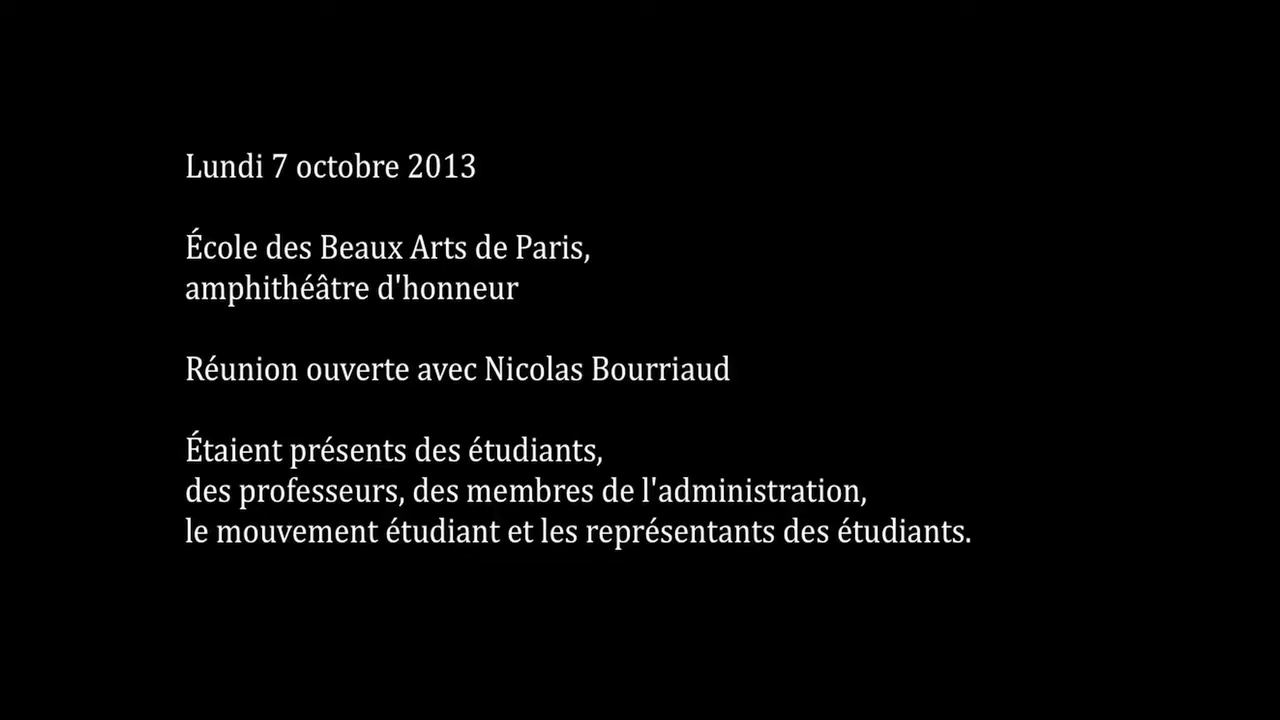 Lundi 7 octobre 2013
École des Beaux Arts de Paris,
amphithéâtre d'honneur
Réunion ouverte avec Nicolas Bourriaud
Étaient présents des étudiants,
des professeurs, des membres de l'administration,
le mouvement étudiant et les représentants des étudiants.